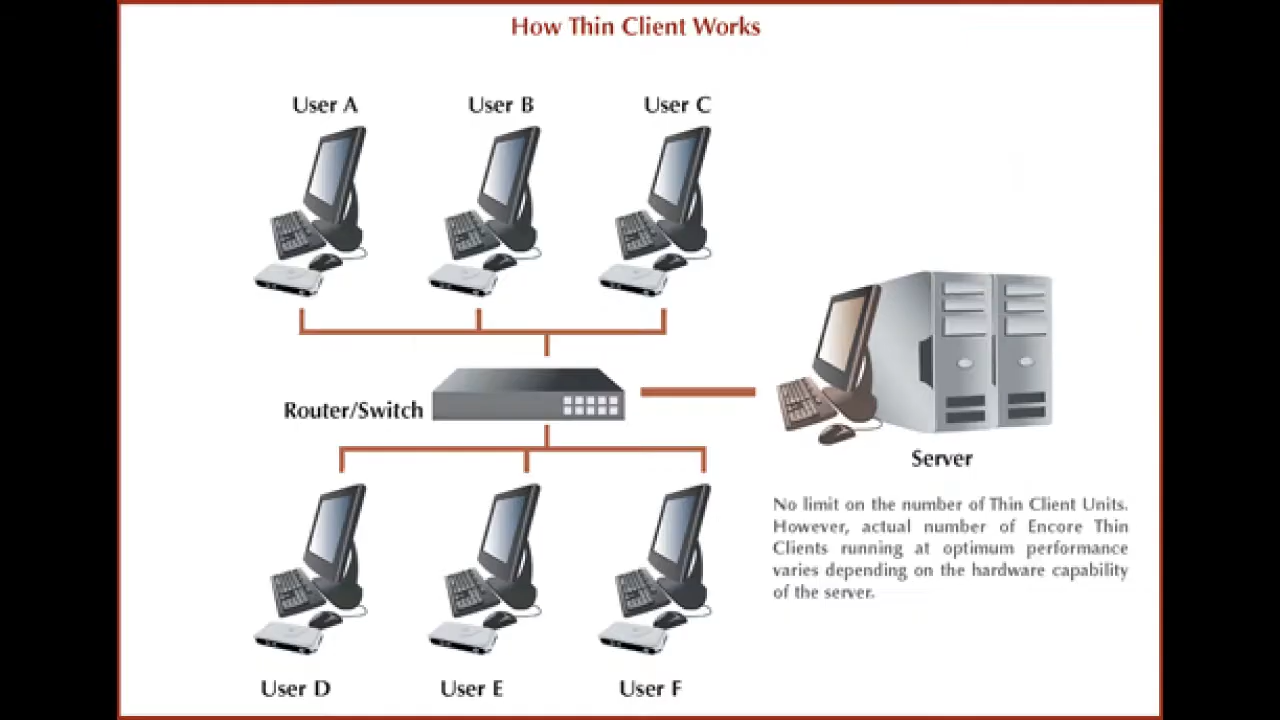 How Thin Client Works
User A
User B
User C
Router/Switch
Server
No limit on the number of Thin Client Units.
However, actual number of Encore Thin
Clients running at optimum performance
varies depending on the hardware capability
of the server.
User D
User E
User F